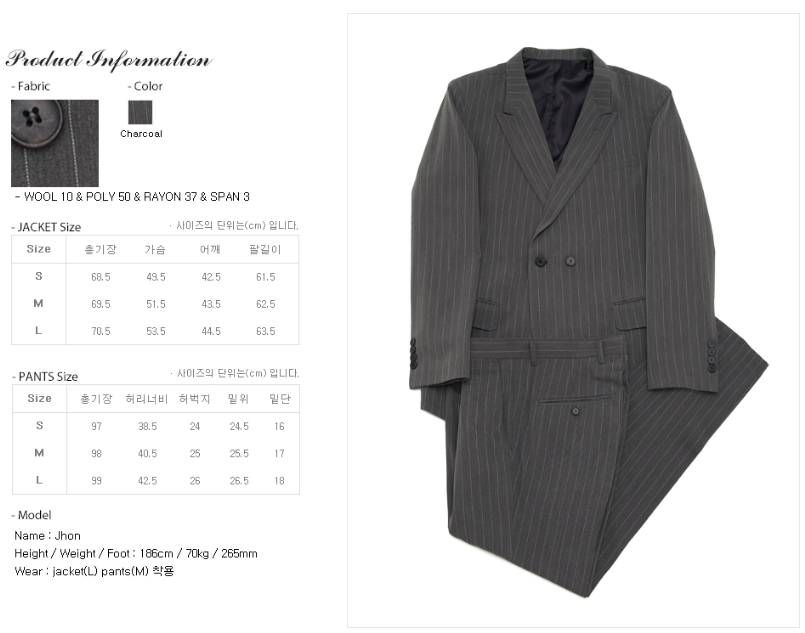 Product Information
- Fabric
- Color
Charcoal
- WOOL 10 & POLY 50 & RAYON 37 & SPAN 3
- JACKET Size
· 사이즈의 단위는(cm) 입니다.
Size 총기장 가슴 어깨 팔길이
S 68.5 49.5 42.5 61.5
M 69.5 51.5 43.5 62.5
L 70.5 53.5 44.5 63.5
- PANTS Size
· 사이즈의 단위는(cm) 입니다.
Size 총기장 허리너비 허벅지 밑위 밑단
S 97 38.5 24 24.5 16
M 98 40.5 25 25.5 17
L 99 42.5 26 26.5 18
- Model
Name : Jhon
Height / Weight / Foot : 186cm / 70kg / 265mm
Wear : jacket(L) pants(M) 착용